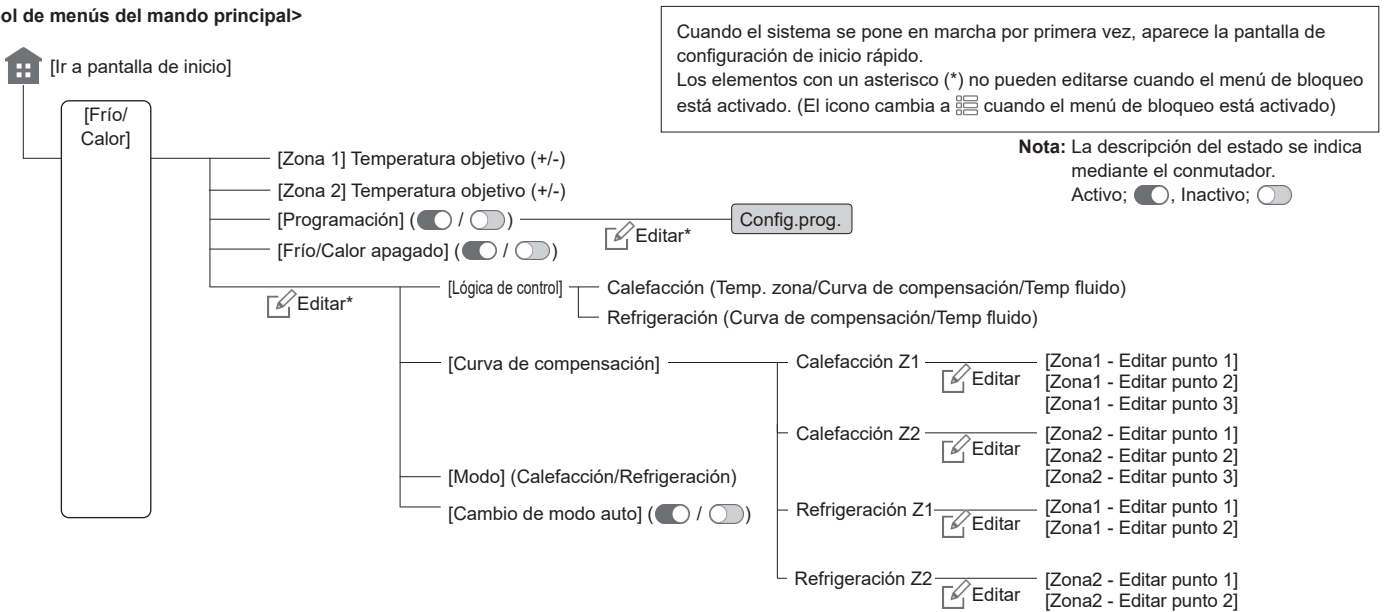 ol de menús del mando principal>
Cuando el sistema se pone en marcha por primera vez, aparece la pantalla de
configuración de inicio rápido.
Los elementos con un asterisco (*) no pueden editarse cuando el menú de bloqueo
está activado. (El icono cambia a cuando el menú de bloqueo está activado)
Nota: La descripción del estado se indica
mediante el conmutador.
Activo; , Inactivo;
[Ir a pantalla de inicio]
[Frío/
Calor]
[Zona 1] Temperatura objetivo (+/-)
[Zona 2] Temperatura objetivo (+/-)
[Programación] ( / )
Editar*
Config.prog.
[Frío/Calor apagado] ( / )
Editar*
[Lógica de control]
Calefacción (Temp. zona/Curva de compensación/Temp fluido)
Refrigeración (Curva de compensación/Temp fluido)
[Curva de compensación]
Calefacción Z1
Editar
[Zona1 - Editar punto 1]
[Zona1 - Editar punto 2]
[Zona1 - Editar punto 3]
Calefacción Z2
Editar
[Zona2 - Editar punto 1]
[Zona2 - Editar punto 2]
[Zona2 - Editar punto 3]
Refrigeración Z1
Editar
[Zona1 - Editar punto 1]
[Zona1 - Editar punto 2]
Refrigeración Z2
Editar
[Zona2 - Editar punto 1]
[Zona2 - Editar punto 2]
[Modo] (Calefacción/Refrigeración)
[Cambio de modo auto] ( / )